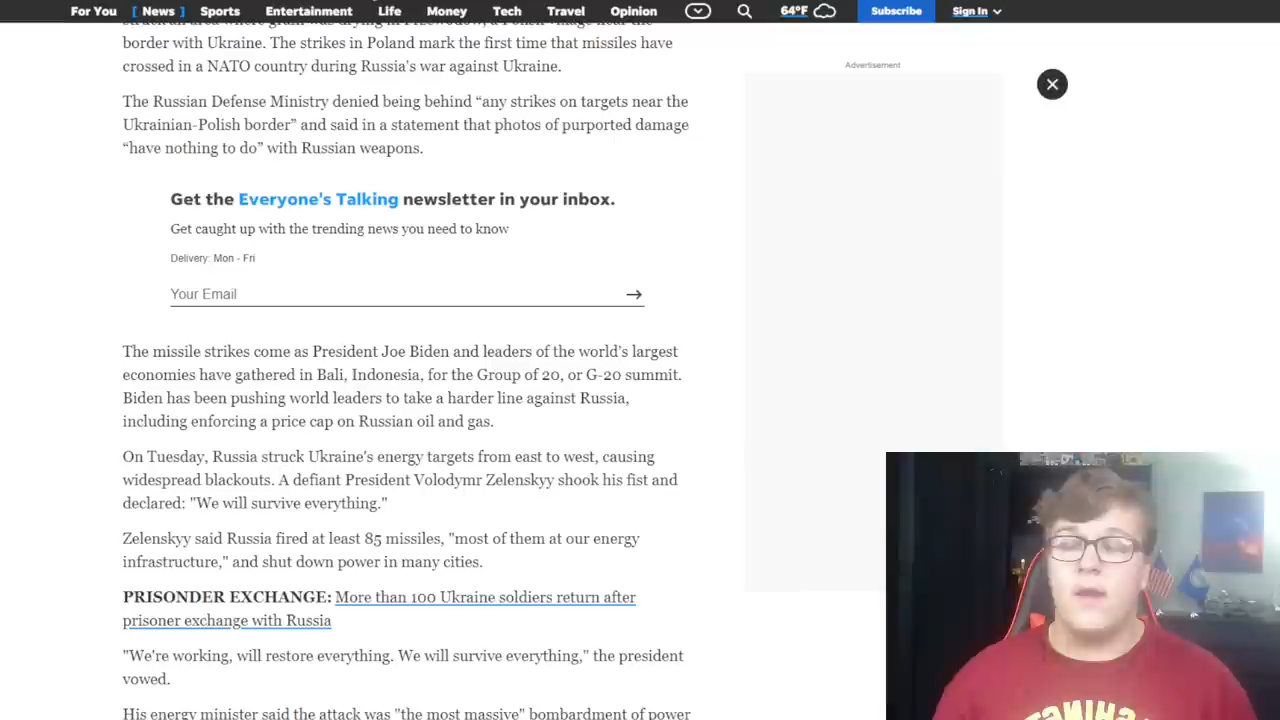 For You [ News ] Sports Entertainment Life Money Tech Travel Opinion 64°F Subscribe Sign In
struck an area where grain was drying in Przewodów, a Polish village near the
border with Ukraine. The strikes in Poland mark the first time that missiles have
crossed in a NATO country during Russia's war against Ukraine.
Advertisement
The Russian Defense Ministry denied being behind “any strikes on targets near the
Ukrainian-Polish border” and said in a statement that photos of purported damage
“have nothing to do” with Russian weapons.
Get the Everyone's Talking newsletter in your inbox.
Get caught up with the trending news you need to know
Delivery: Mon - Fri
Your Email
The missile strikes come as President Joe Biden and leaders of the world's largest
economies have gathered in Bali, Indonesia, for the Group of 20, or G-20 summit.
Biden has been pushing world leaders to take a harder line against Russia,
including enforcing a price cap on Russian oil and gas.
On Tuesday, Russia struck Ukraine's energy targets from east to west, causing
widespread blackouts. A defiant President Volodymr Zelenskyy shook his fist and
declared: "We will survive everything."
Zelenskyy said Russia fired at least 85 missiles, "most of them at our energy
infrastructure," and shut down power in many cities.
PRISONDER EXCHANGE: More than 100 Ukraine soldiers return after
prisoner exchange with Russia
"We're working, will restore everything. We will survive everything," the president
vowed.
His energy minister said the attack was "the most massive" bombardment of power